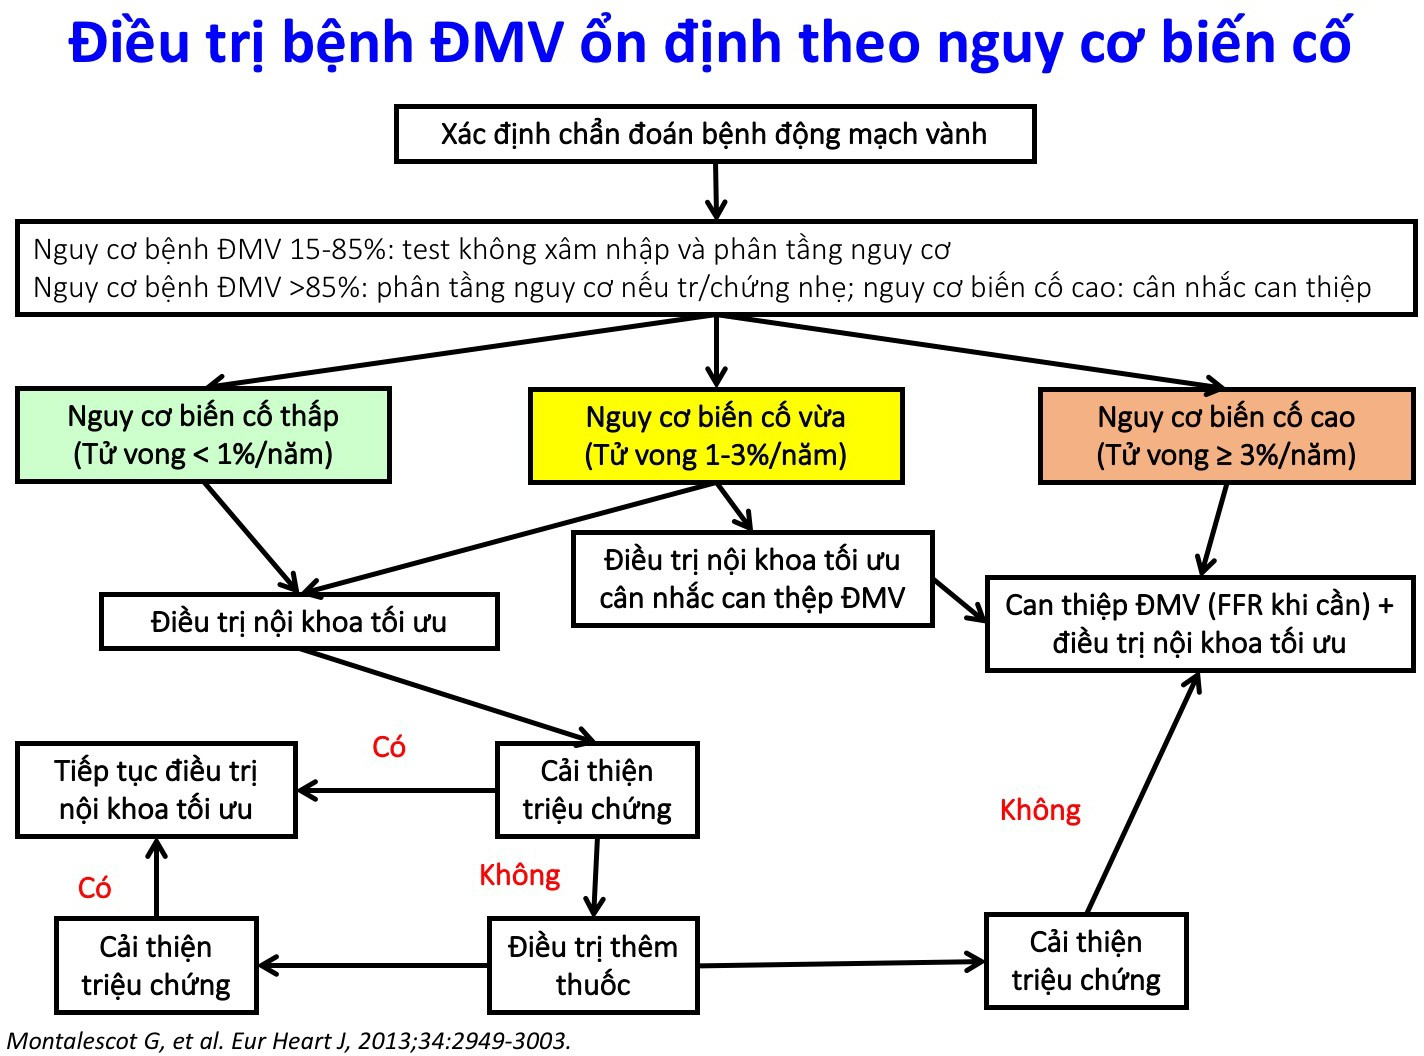 Điều trị bệnh ĐMV ổn định theo nguy cơ biến cố
Xác định chẩn đoán bệnh động mạch vành
Nguy cơ bệnh ĐMV 15-85%: test không xâm nhập và phân tầng nguy cơ
Nguy cơ bệnh ĐMV >85%: phân tầng nguy cơ nếu tr/chứng nhẹ; nguy cơ biến cố cao: cân nhắc can thiệp
Nguy cơ biến cố thấp
(Tử vong < 1%/năm)
Nguy cơ biến cố vừa
(Tử vong 1-3%/năm)
Nguy cơ biến cố cao
(Tử vong ≥ 3%/năm)
Điều trị nội khoa tối ưu
cân nhắc can thệp ĐMV
Can thiệp ĐMV (FFR khi cần) +
điều trị nội khoa tối ưu
Điều trị nội khoa tối ưu
Có
Tiếp tục điều trị
nội khoa tối ưu
Cải thiện
triệu chứng
Không
Không
Có
Cải thiện
triệu chứng
Điều trị thêm
thuốc
Cải thiện
triệu chứng
Montalescot G, et al. Eur Heart J, 2013;34:2949-3003.